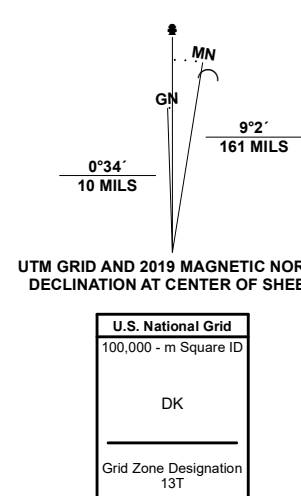 MN
GN
9°2´
161 MILS
0°34´
10 MILS
UTM GRID AND 2019 MAGNETIC NOR
DECLINATION AT CENTER OF SHEE
U.S. National Grid
100,000 - m Square ID
DK
Grid Zone Designation
13T